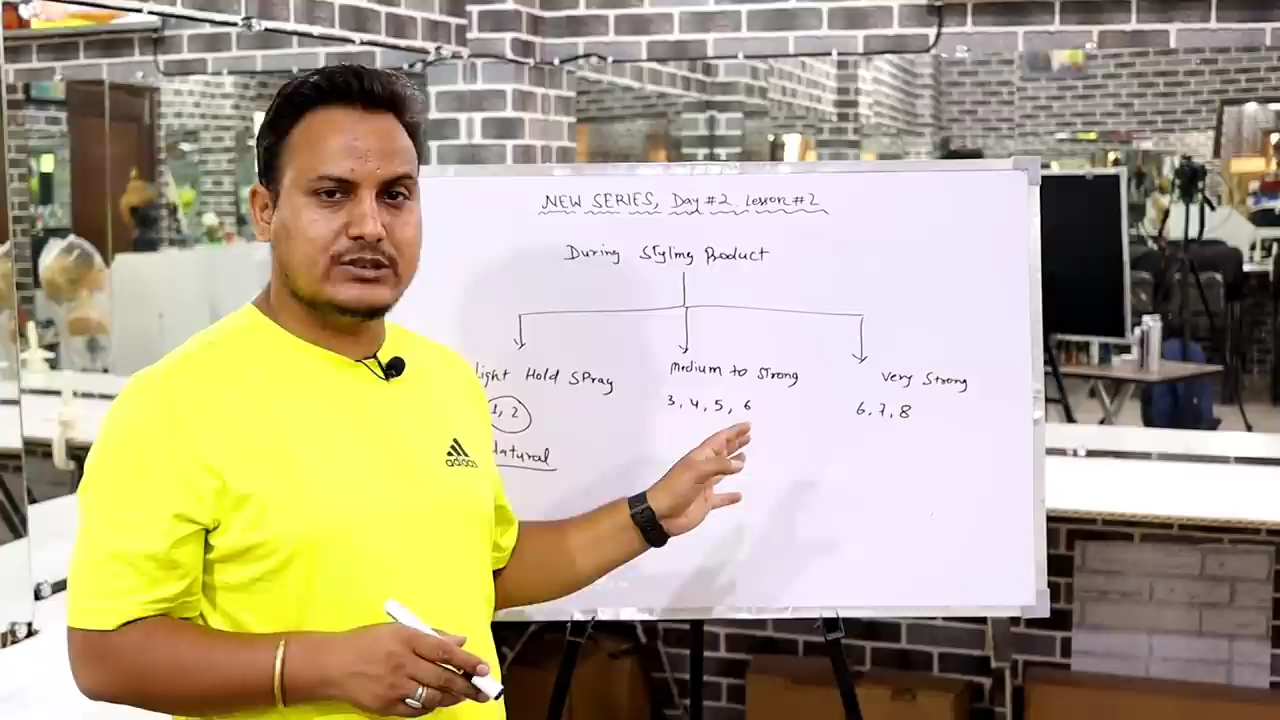 NEW SERIES, Day #2. Lesson #2
During Styling Product
Light Hold SPray
1, 2
Natural
Medium to Strong
3, 4, 5, 6
Very Strong
6, 7, 8
adidas